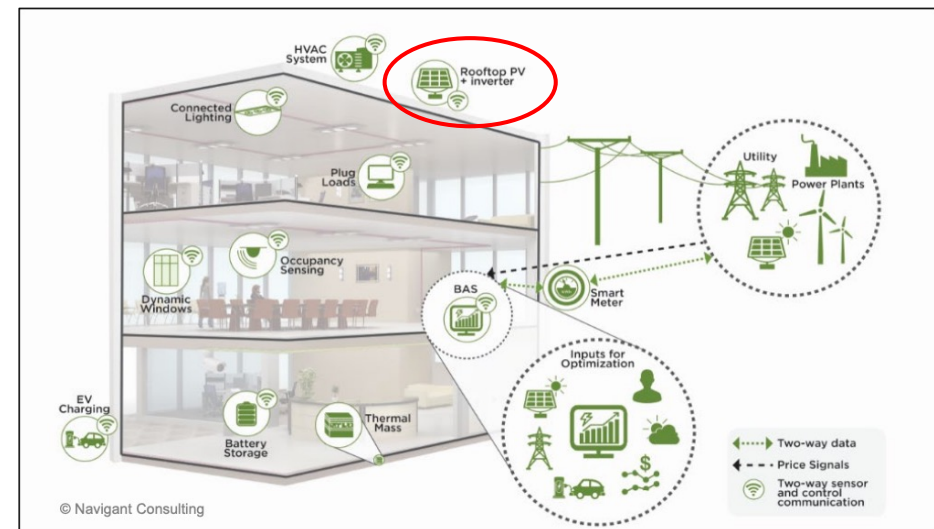 HVAC
System
Rooftop PV
+ inverter
Connected
Lighting
Plug
Loads
Utility
Power Plants
Occupancy
Sensing
Dynamic
Windows
BAS
Smart
Meter
Inputs for
Optimization
EV
Charging
Battery
Storage
Thermal
Mass
$
Two-way data
Price Signals
Two-way sensor
and control
communication
© Navigant Consulting